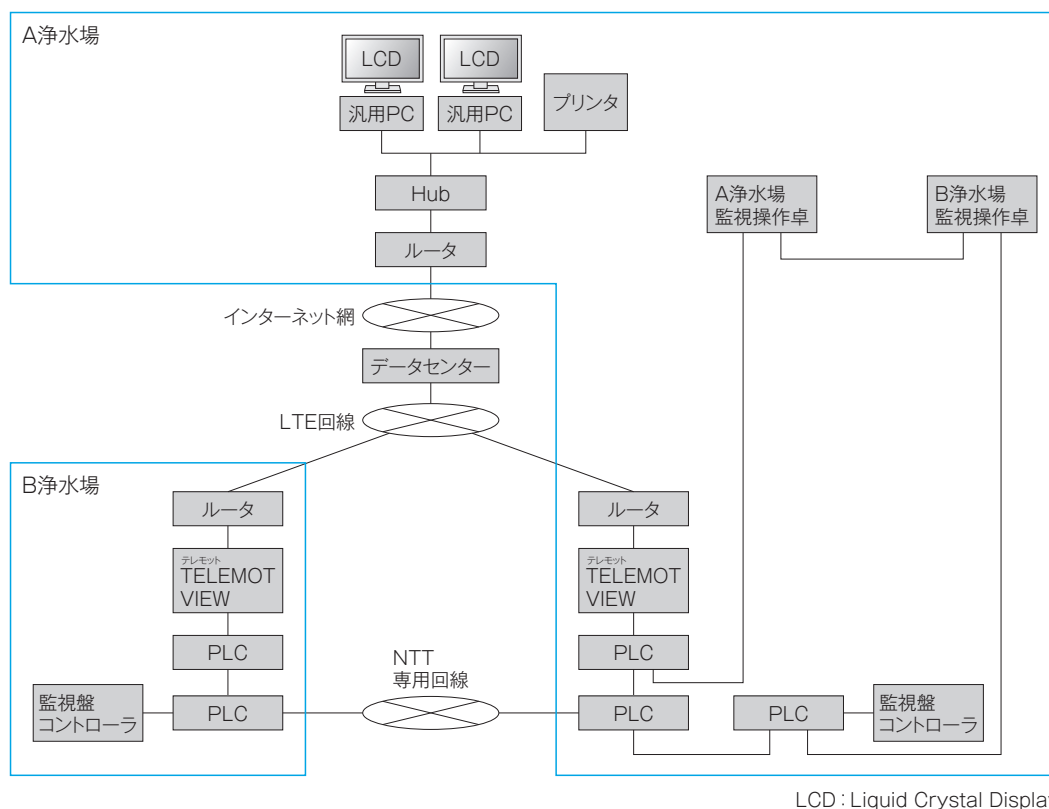 A浄水場
LCD
LCD
汎用PC
汎用PC
プリンタ
Hub
ルータ
A浄水場
監視操作卓
B浄水場
監視操作卓
インターネット網
データセンター
LTE回線
B浄水場
ルータ
テレモット
TELEMOT
VIEW
PLC
監視盤
コントローラ
PLC
NTT
専用回線
ルータ
テレモット
TELEMOT
VIEW
PLC
PLC
PLC
監視盤
コントローラ
LCD：Liquid Crystal Display